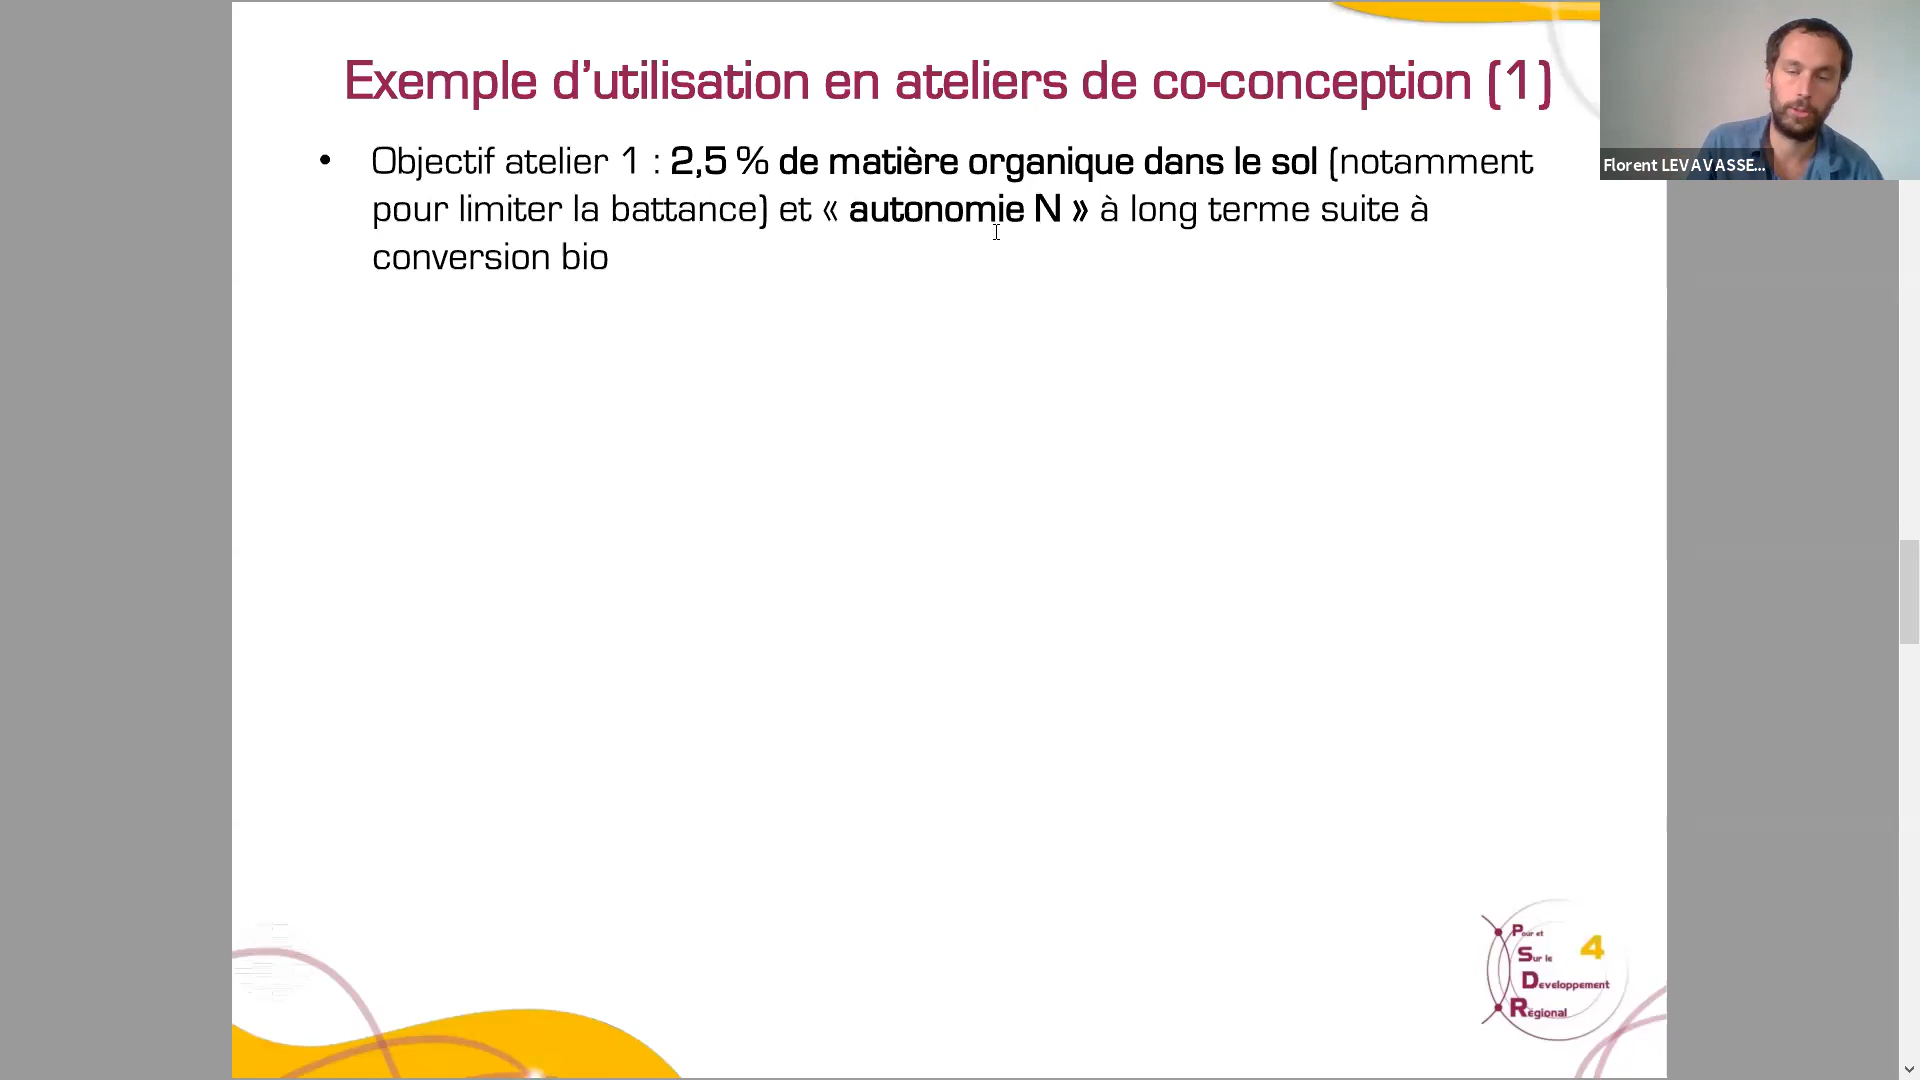 Exemple d’utilisation en ateliers de co-conception (1)
Florent LEVAVASSE...
• Objectif atelier 1 : 2,5 % de matière organique dans le sol (notamment
pour limiter la battance) et « autonomie N » à long terme suite à
conversion bio
Pour et
4
Sur le
Developpement
Régional